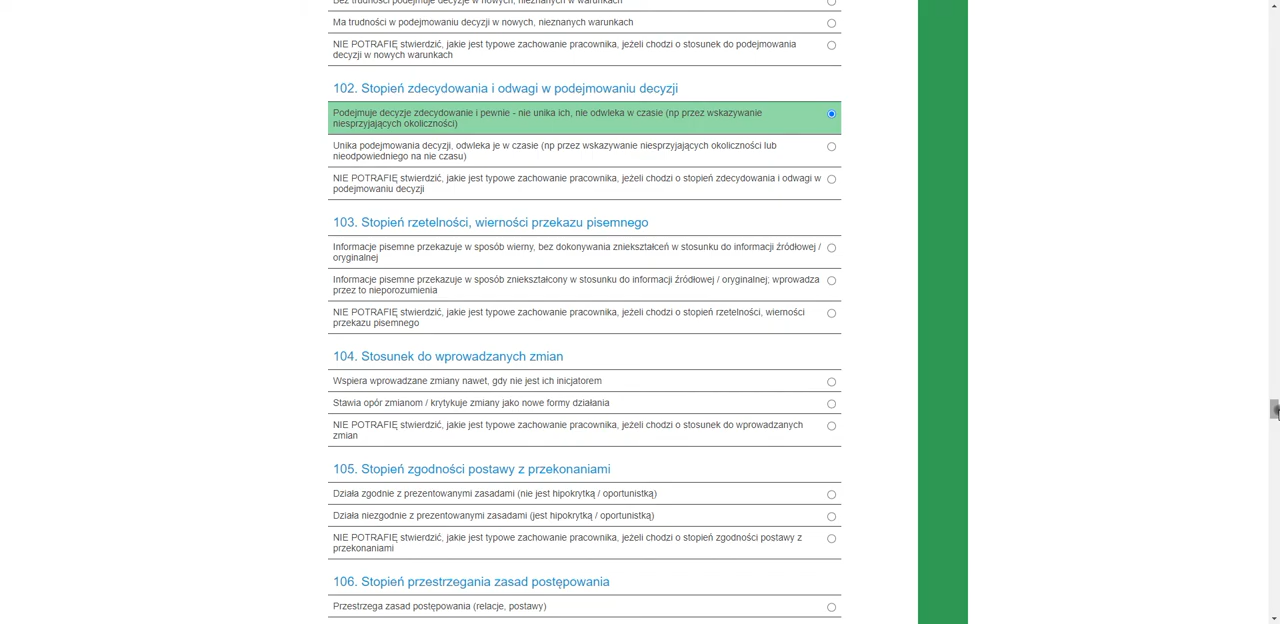 Bez trudności podejmuje decyzje w nowych, nieznanych w warunkach
Ma trudności w podejmowaniu decyzji w nowych, nieznanych warunkach
NIE POTRAFIĘ stwierdzić, jakie jest typowe zachowanie pracownika, jeżeli chodzi o stosunek do podejmowania
decyzji w nowych warunkach
102. Stopień zdecydowania i odwagi w podejmowaniu decyzji
Podejmuje decyzje zdecydowanie i pewnie - nie unika ich, nie odwleka w czasie (np przez wskazywanie
niesprzyjających okoliczności)
Unika podejmowania decyzji, odwleka je w czasie (np przez wskazywanie niesprzyjających okoliczności lub
nieodpowiedniego na nie czasu)
NIE POTRAFIĘ stwierdzić, jakie jest typowe zachowanie pracownika, jeżeli chodzi o stopień zdecydowania i odwagi w
podejmowaniu decyzji
103. Stopień rzetelności, wierności przekazu pisemnego
Informacje pisemne przekazuje w sposób wierny, bez dokonywania zniekształceń w stosunku do informacji źródłowej /
oryginalnej
Informacje pisemne przekazuje w sposób zniekształcony w stosunku do informacji źródłowej / oryginalnej; wprowadza
przez to nieporozumienia
NIE POTRAFIĘ stwierdzić, jakie jest typowe zachowanie pracownika, jeżeli chodzi o stopień rzetelności, wierności
przekazu pisemnego
104. Stosunek do wprowadzanych zmian
Wspiera wprowadzane zmiany nawet, gdy nie jest ich inicjatorem
Stawia opór zmianom / krytykuje zmiany jako nowe formy działania
NIE POTRAFIĘ stwierdzić, jakie jest typowe zachowanie pracownika, jeżeli chodzi o stosunek do wprowadzanych
zmian
105. Stopień zgodności postawy z przekonaniami
Działa zgodnie z prezentowanymi zasadami (nie jest hipokrytką / oportunistką)
Działa niezgodnie z prezentowanymi zasadami (jest hipokrytką / oportunistką)
NIE POTRAFIĘ stwierdzić, jakie jest typowe zachowanie pracownika, jeżeli chodzi o stopień zgodności postawy z
przekonaniami
106. Stopień przestrzegania zasad postępowania
Przestrzega zasad postępowania (relacje, postawy)